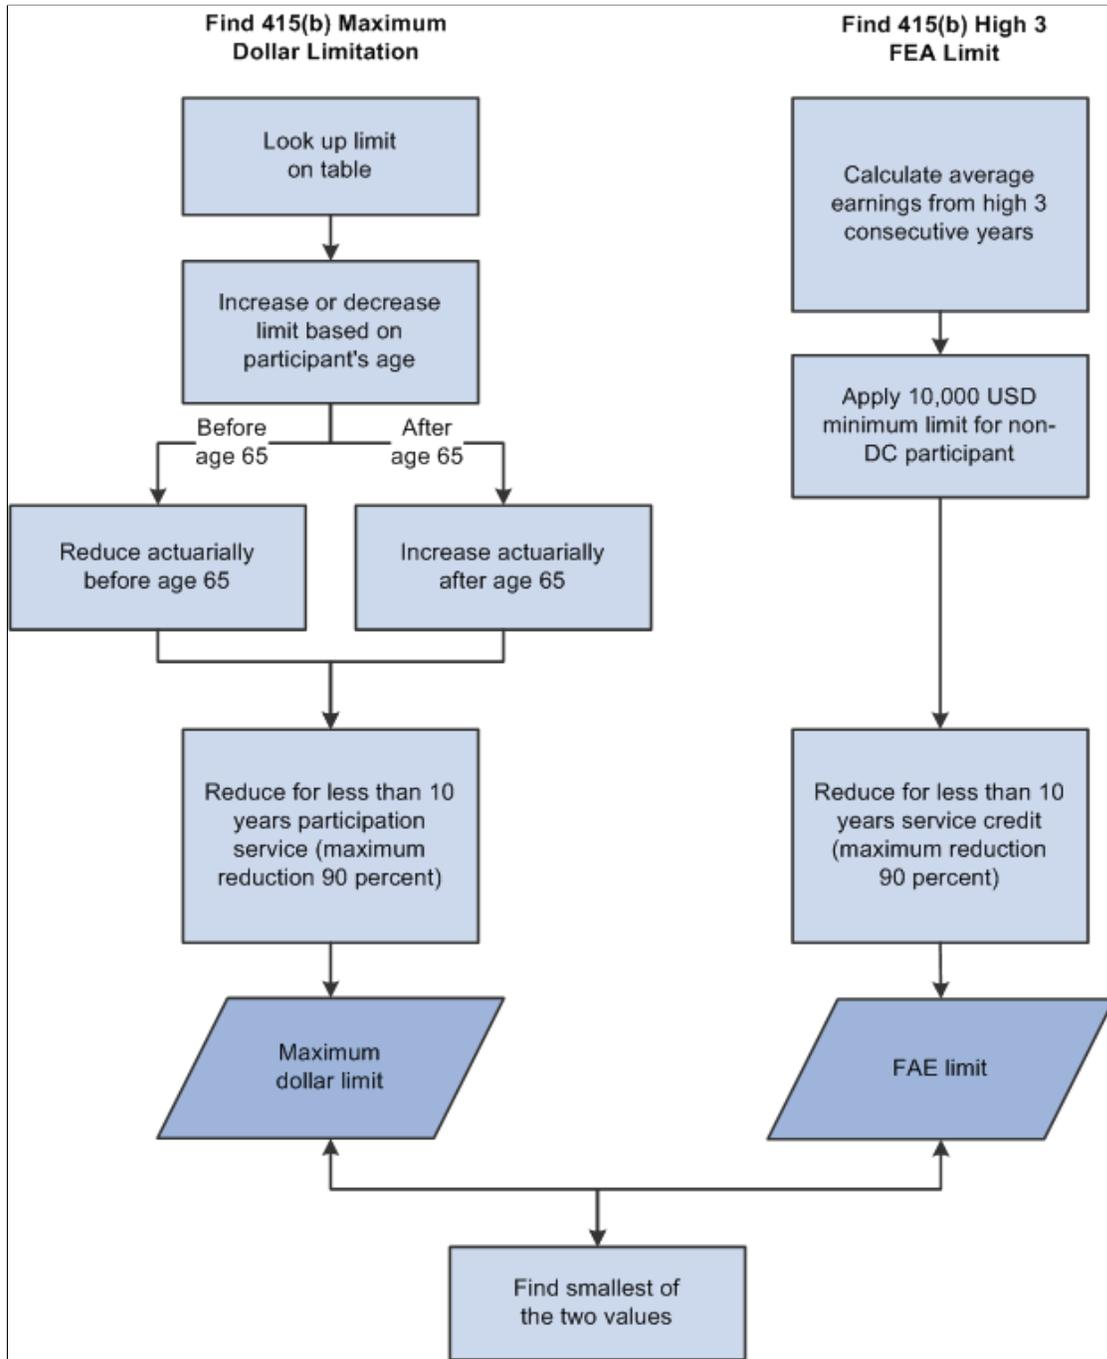 Find 415(b) Maximum
Dollar Limitation
Look up limit
on table
Increase or decrease
limit based on
participant's age
Before
age 65
After
age 65
Reduce actuarially
before age 65
Increase actuarially
after age 65
Reduce for less than 10
years participation
service (maximum
reduction 90 percent)
Maximum
dollar limit
Find 415(b) High 3
FEA Limit
Calculate average
earnings from high 3
consecutive years
Apply 10,000 USD
minimum limit for non-
DC participant
Reduce for less than 10
years service credit
(maximum reduction
90 percent)
FAE limit
Find smallest of
the two values